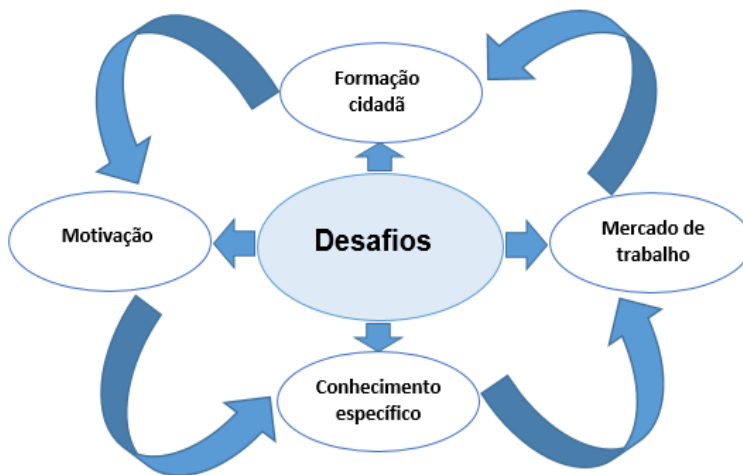 Formação
cidadã
Motivação
Desafios
Mercado de
trabalho
Conhecimento
específico